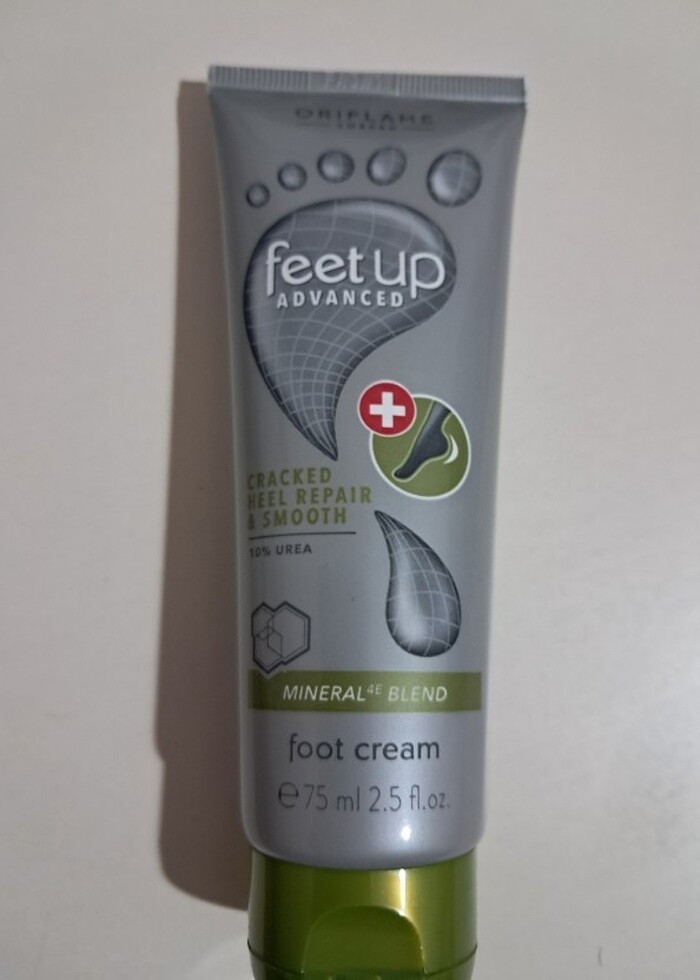 ORIFLAME
SWEDEN
feet up
ADVANCED
CRACKED
HEEL REPAIR
& SMOOTH
10% UREA
MINERAL4E BLEND
foot cream
℮75 ml 2.5 fl.oz.